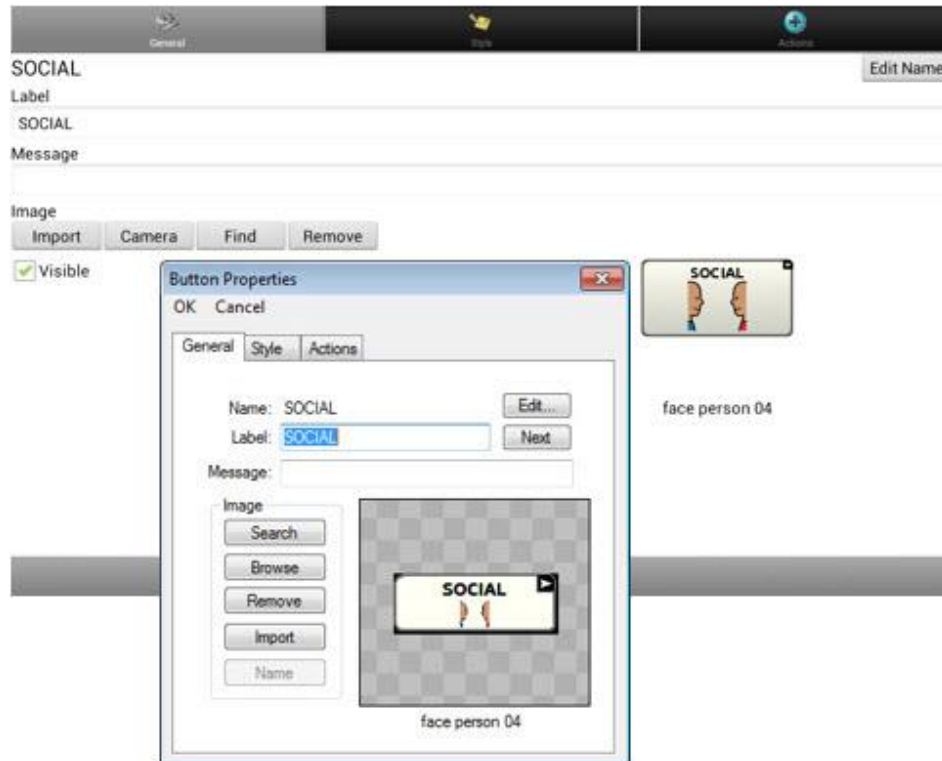 General Style Actions
SOCIAL Edit Name
Label
SOCIAL
Message
Image
Import Camera Find Remove
Visible
SOCIAL
face person 04
Button Properties
OK Cancel
General Style Actions
Name: SOCIAL Edit...
Label: SOCIAL Next
Message:
Image
Search
Browse
Remove
Import
Name
SOCIAL
face person 04